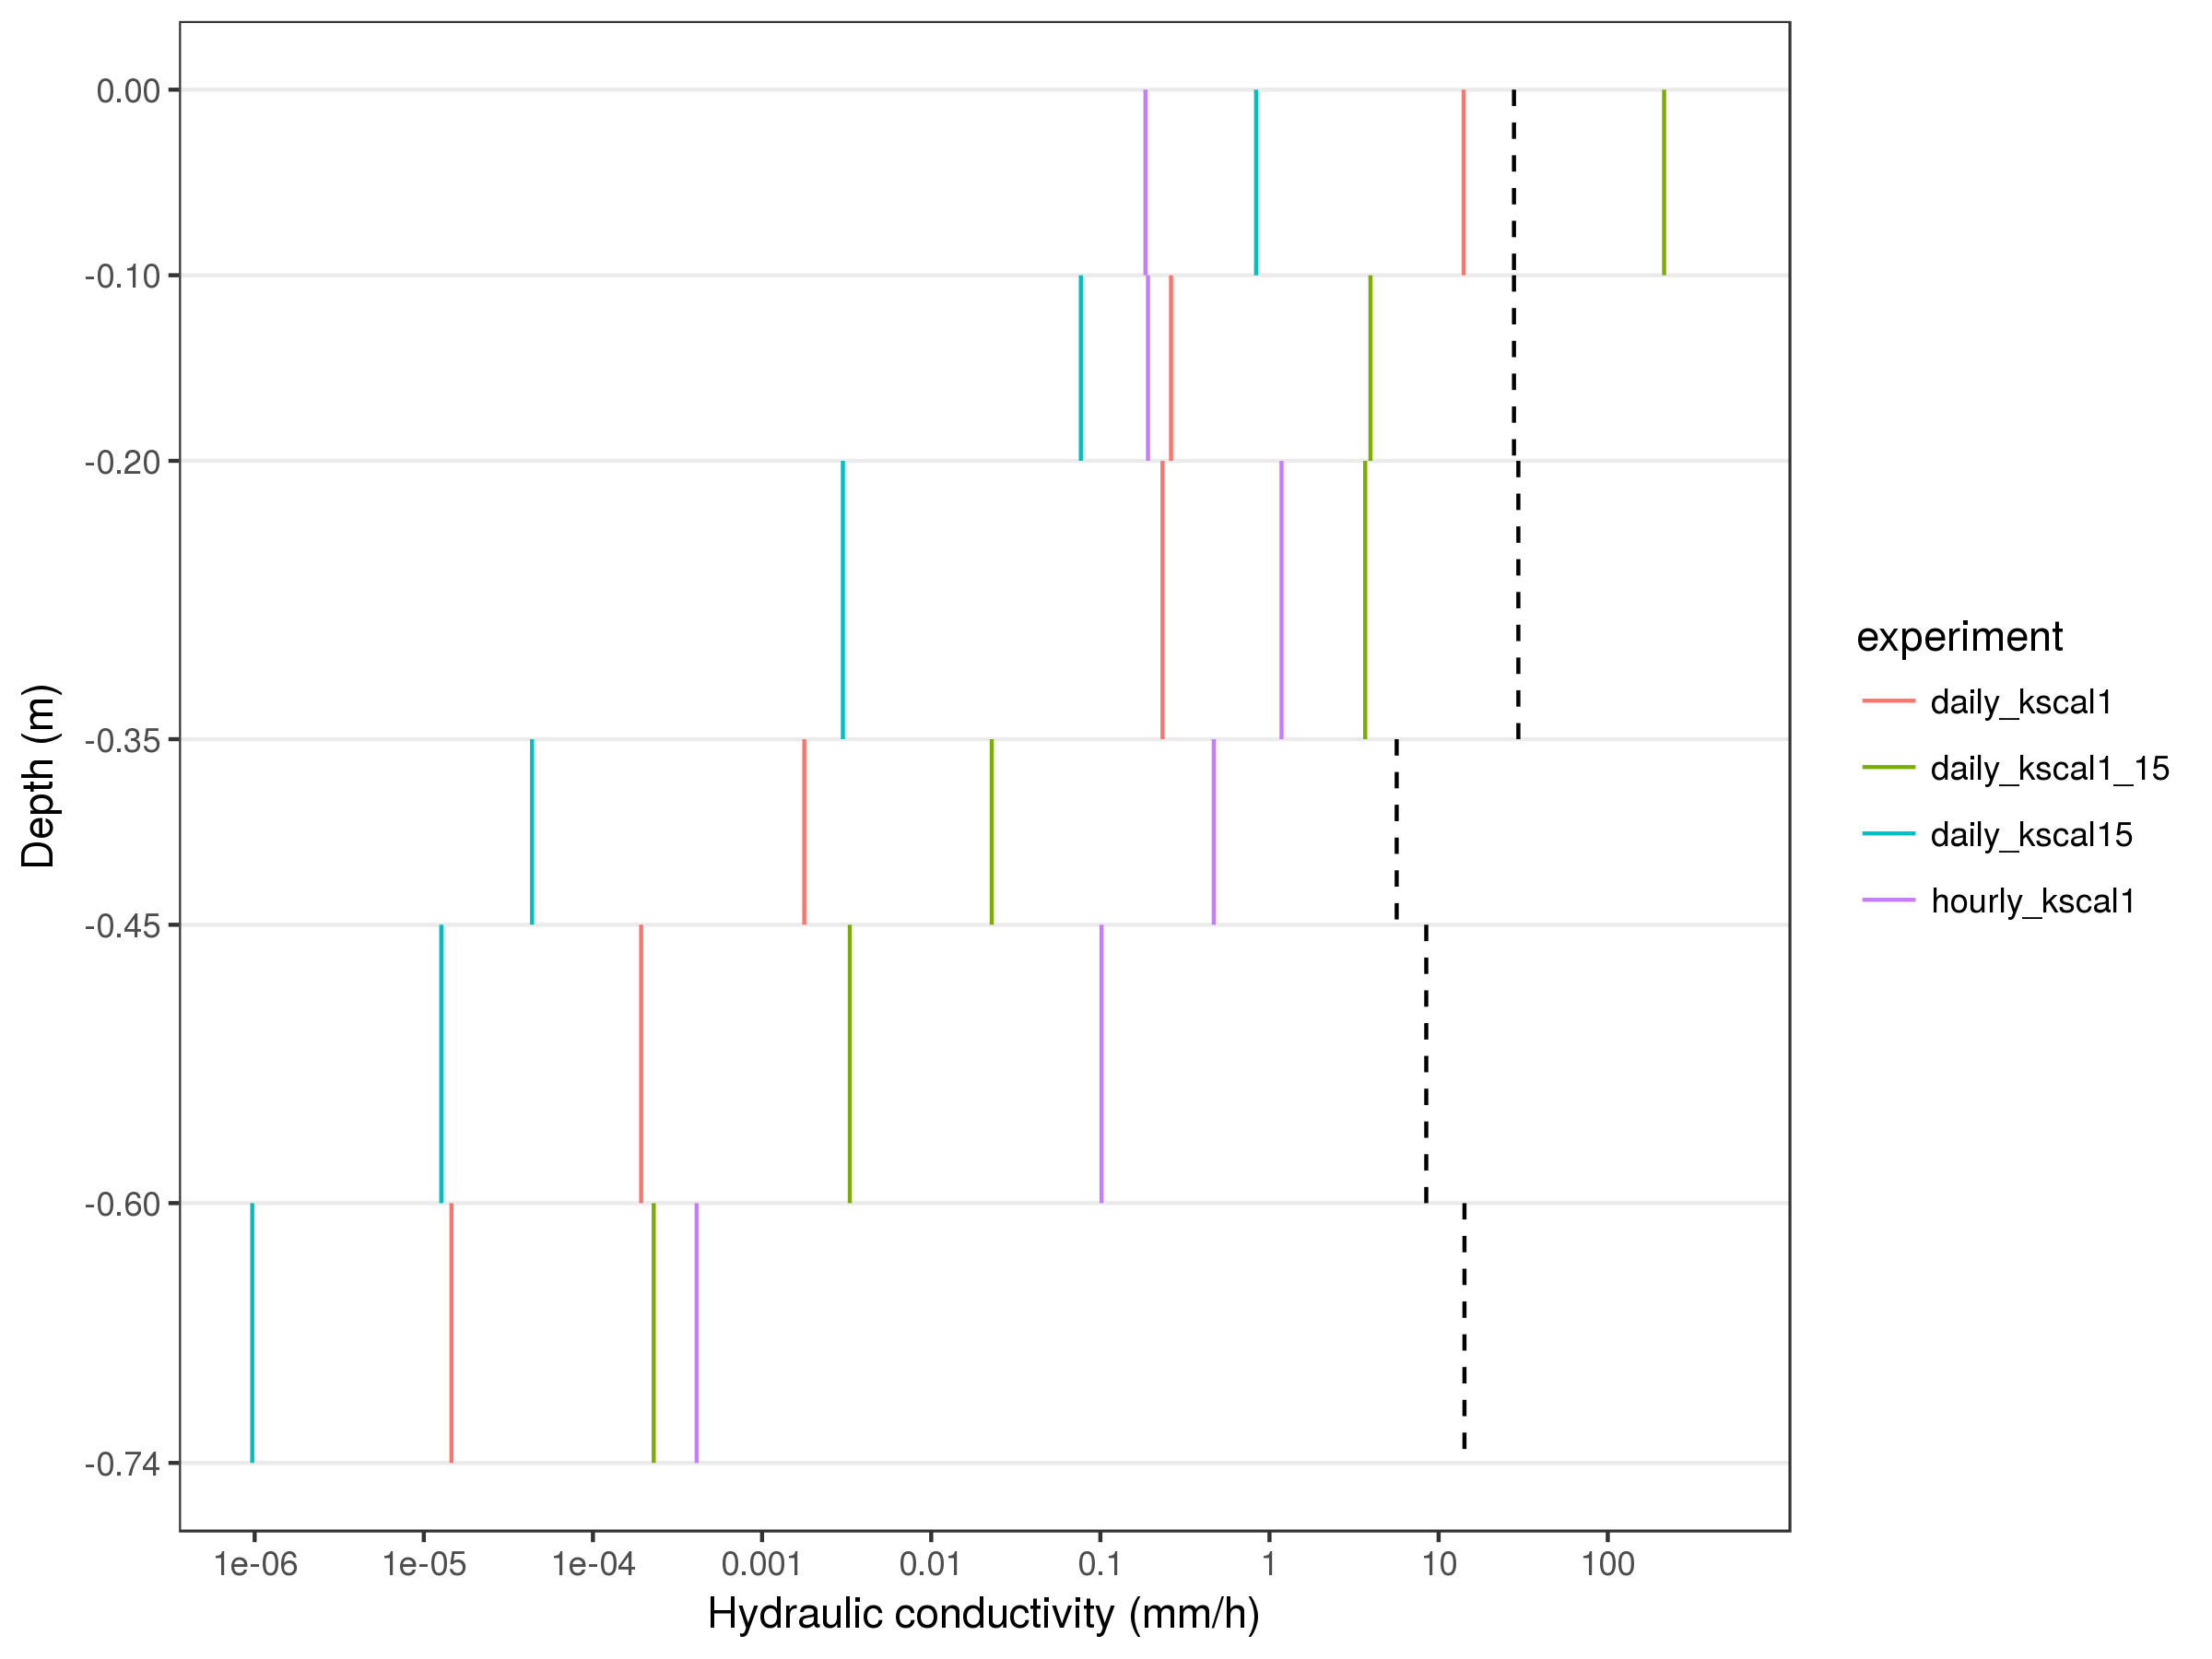 0.00
-0.10
-0.20
-0.35
-0.45
-0.60
-0.74
Depth (m)
1e-06 1e-05 1e-04 0.001 0.01 0.1 1 10 100
Hydraulic conductivity (mm/h)
experiment
daily_kscal1
daily_kscal1_15
daily_kscal15
hourly_kscal1